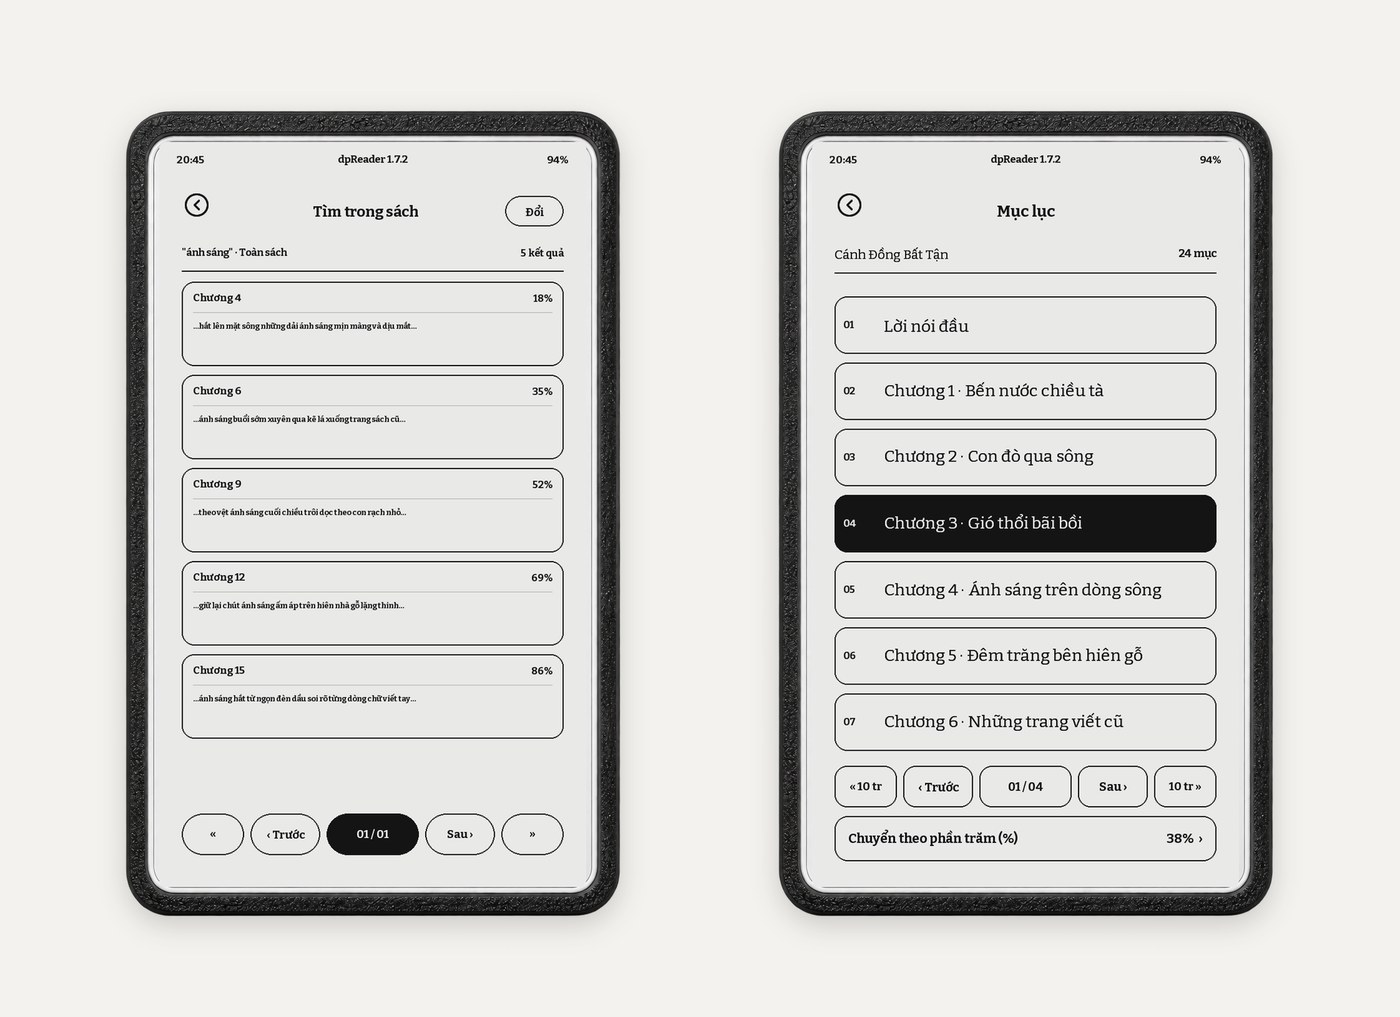 20:45 dpReader 1.7.2 94%
Tìm trong sách Đổi
"ánh sáng" · Toàn sách 5 kết quả
Chương 4 18%
...hắt lên mặt sông những dải ánh sáng mịn màng và dịu mắt...
Chương 6 35%
...ánh sáng buổi sớm xuyên qua kẽ lá xuống trang sách cũ...
Chương 9 52%
...theo vệt ánh sáng cuối chiều trôi dọc theo con rạch nhỏ...
Chương 12 69%
...giữ lại chút ánh sáng ấm áp trên hiên nhà gỗ lặng thinh...
Chương 15 86%
...ánh sáng hắt từ ngọn đèn dầu soi rõ từng dòng chữ viết tay...
« ‹ Trước 01 / 01 Sau › »
20:45 dpReader 1.7.2 94%
Mục lục
Cánh Đồng Bất Tận 24 mục
01 Lời nói đầu
02 Chương 1 · Bến nước chiều tà
03 Chương 2 · Con đò qua sông
04 Chương 3 · Gió thổi bãi bồi
05 Chương 4 · Ánh sáng trên dòng sông
06 Chương 5 · Đêm trăng bên hiên gỗ
07 Chương 6 · Những trang viết cũ
« 10 tr ‹ Trước 01 / 04 Sau › 10 tr »
Chuyển theo phần trăm (%) 38% ›